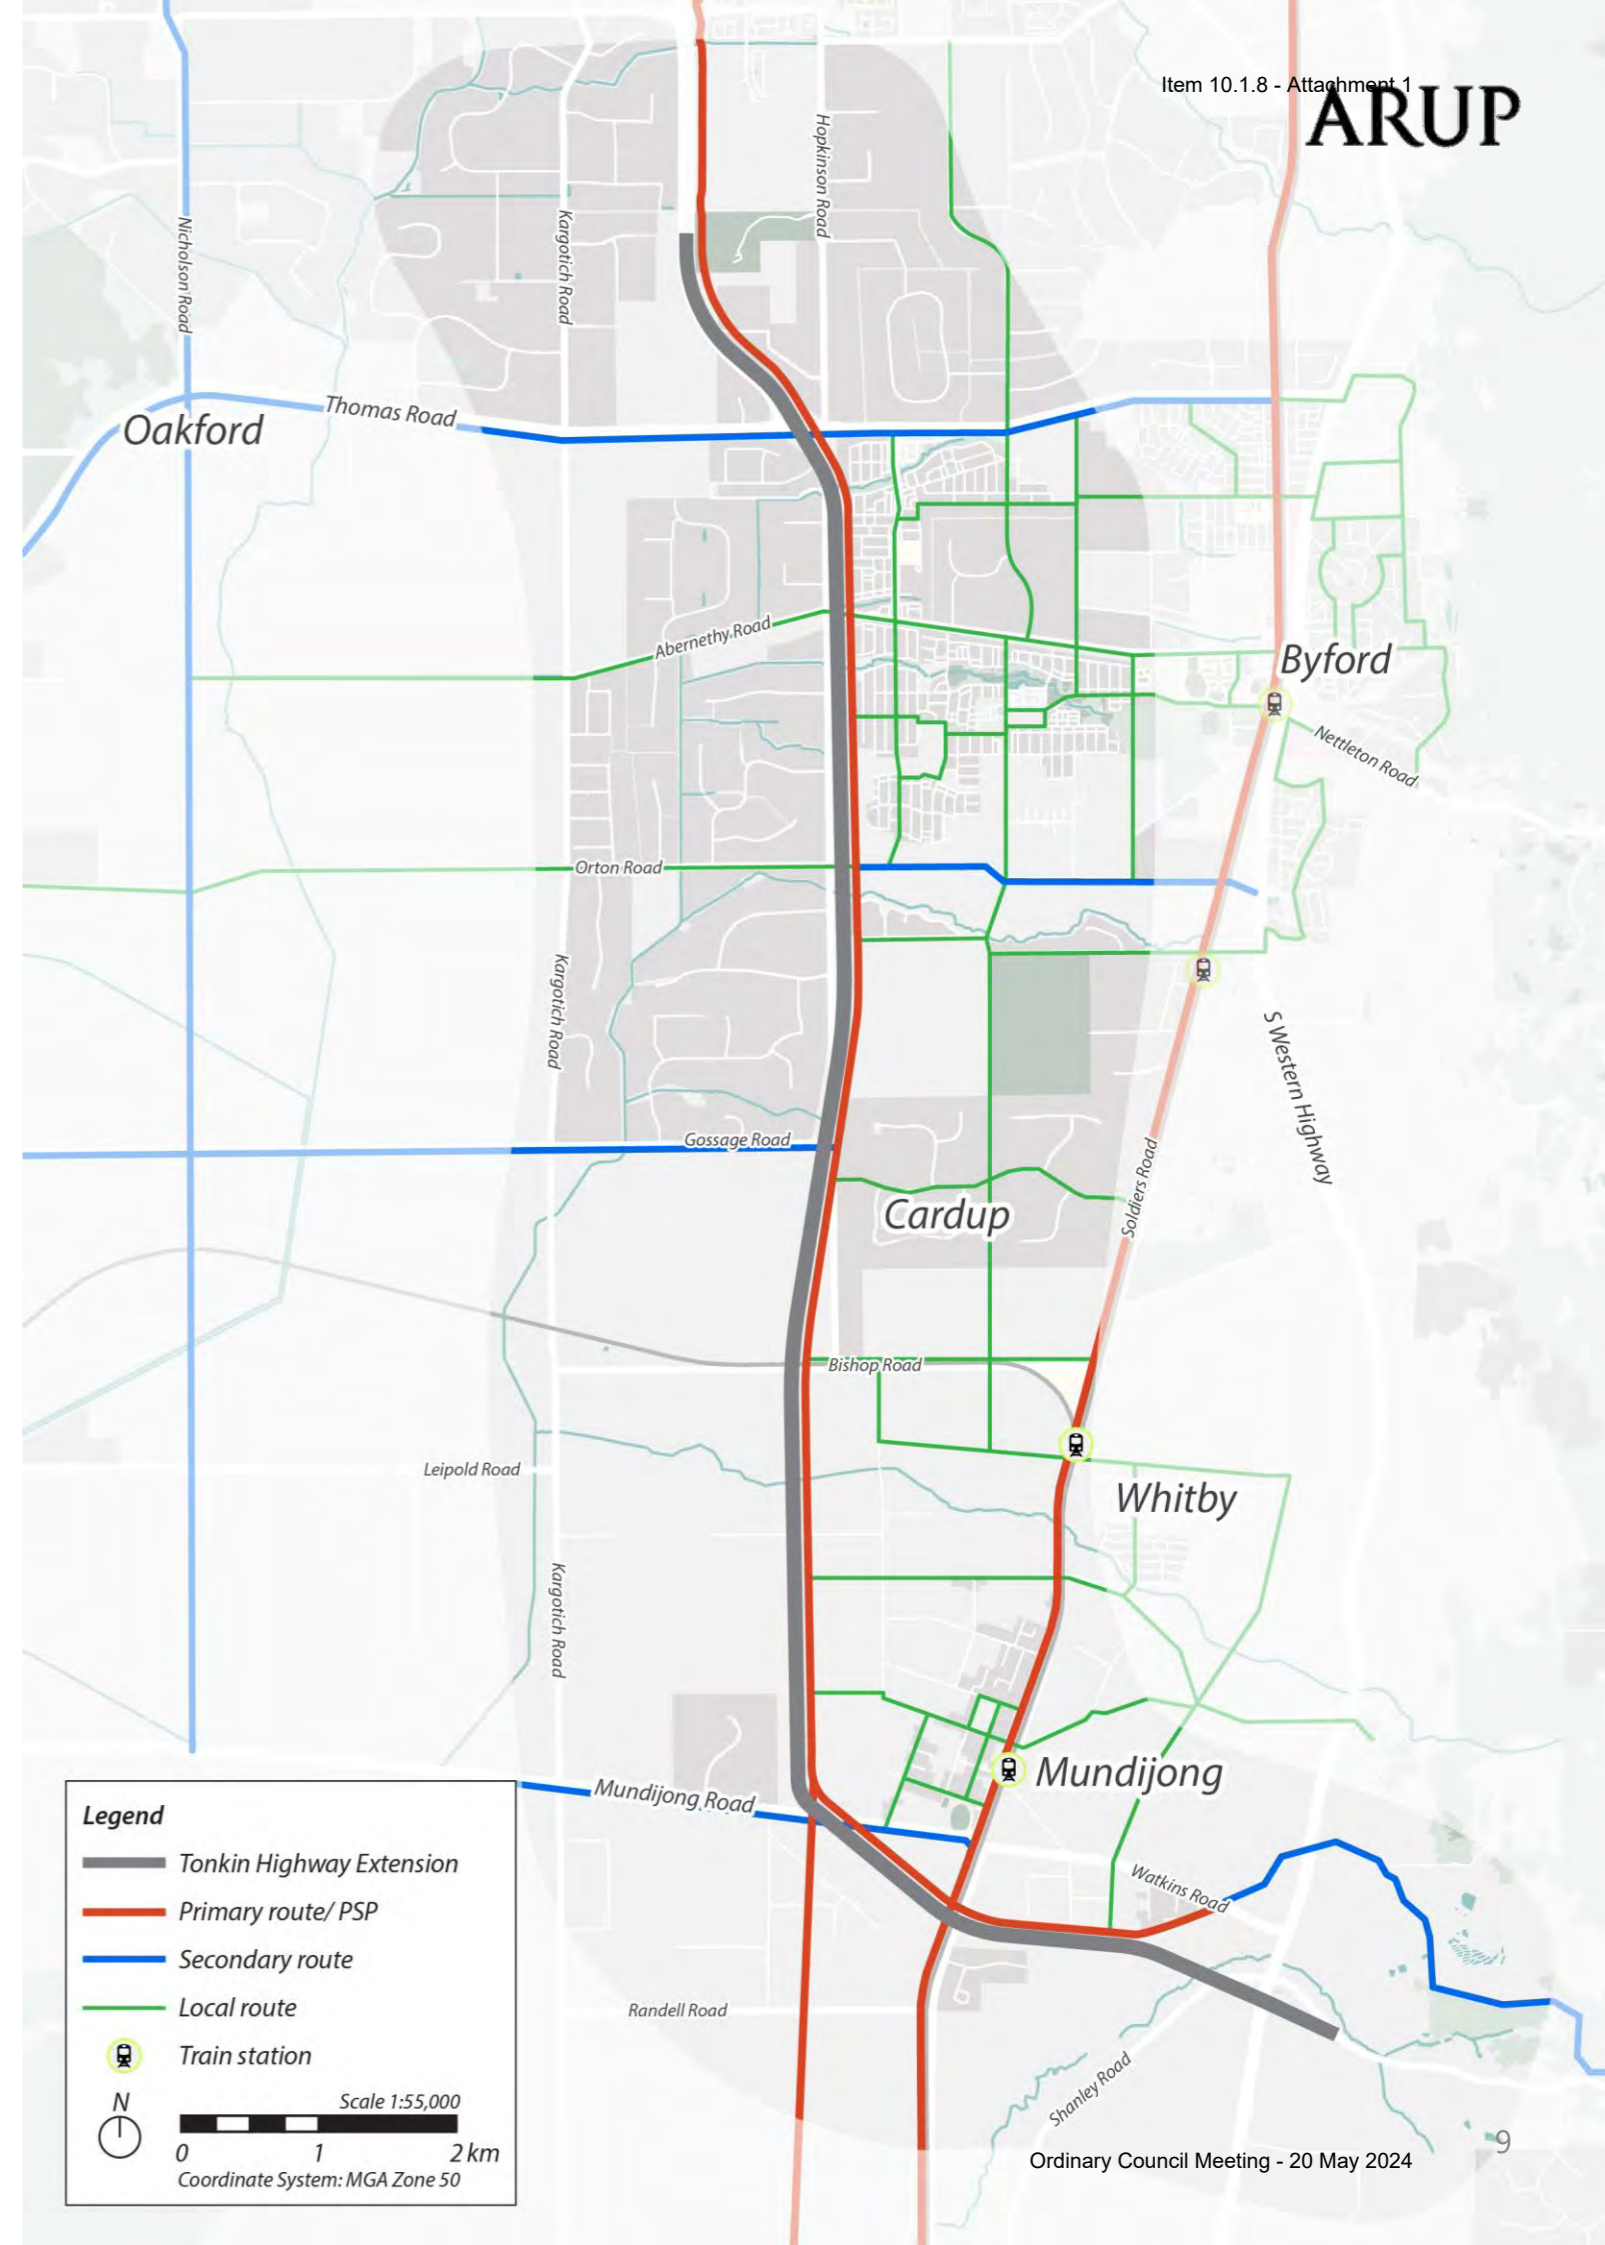 Item 10.1.8 - Attachment 1
ARUP
Hopkinson Road
Nicholson Road
Kargotich Road
Thomas Road
Oakford
Abernethy Road
Byford
Nettleton Road
Orton Road
Kargotich Road
S Western Highway
Gossage Road
Soldiers Road
Cardup
Bishop Road
Leipold Road
Whitby
Kargotich Road
Mundijong
Mundijong Road
Watkins Road
Randell Road
Shanley Road
Legend
Tonkin Highway Extension
Primary route/ PSP
Secondary route
Local route
Train station
N
Scale 1:55,000
0 1 2 km
Coordinate System: MGA Zone 50
9
Ordinary Council Meeting - 20 May 2024